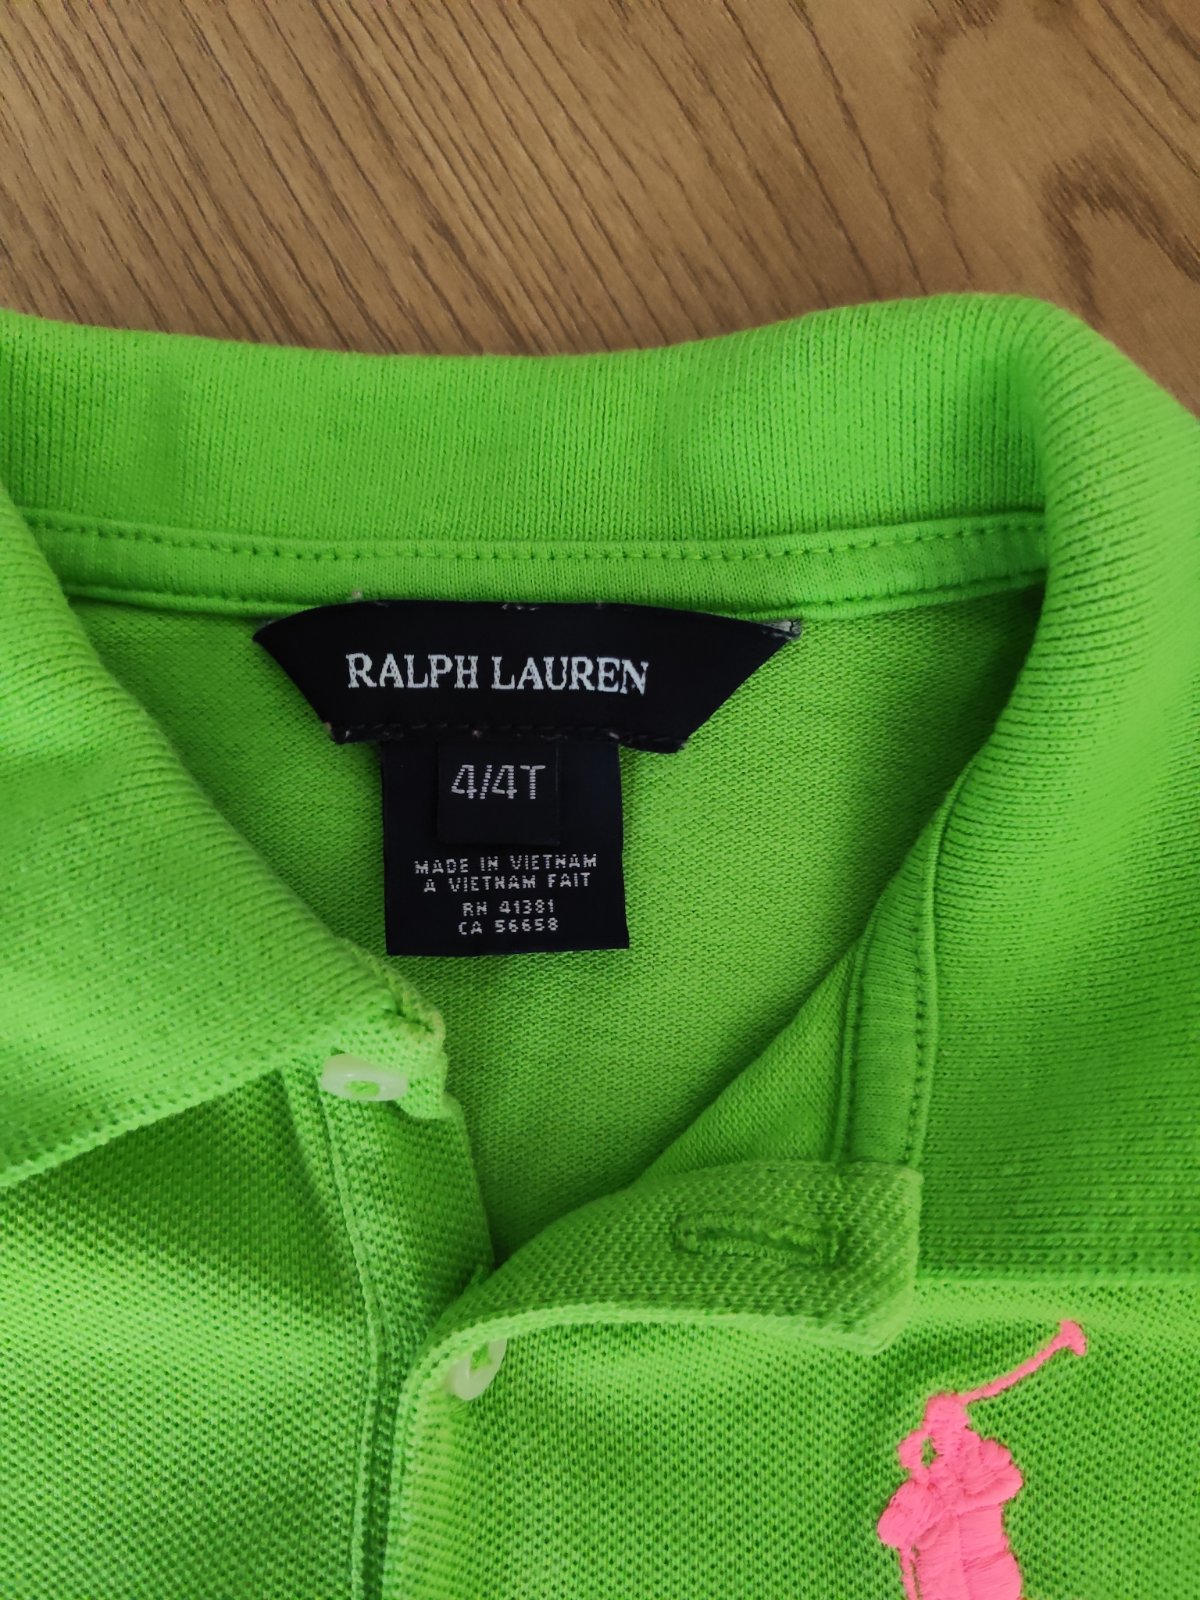 RALPH LAUREN
4/4T
MADE IN VIETNAM
A VIETNAM FAIT
RN 41381
CA 56658